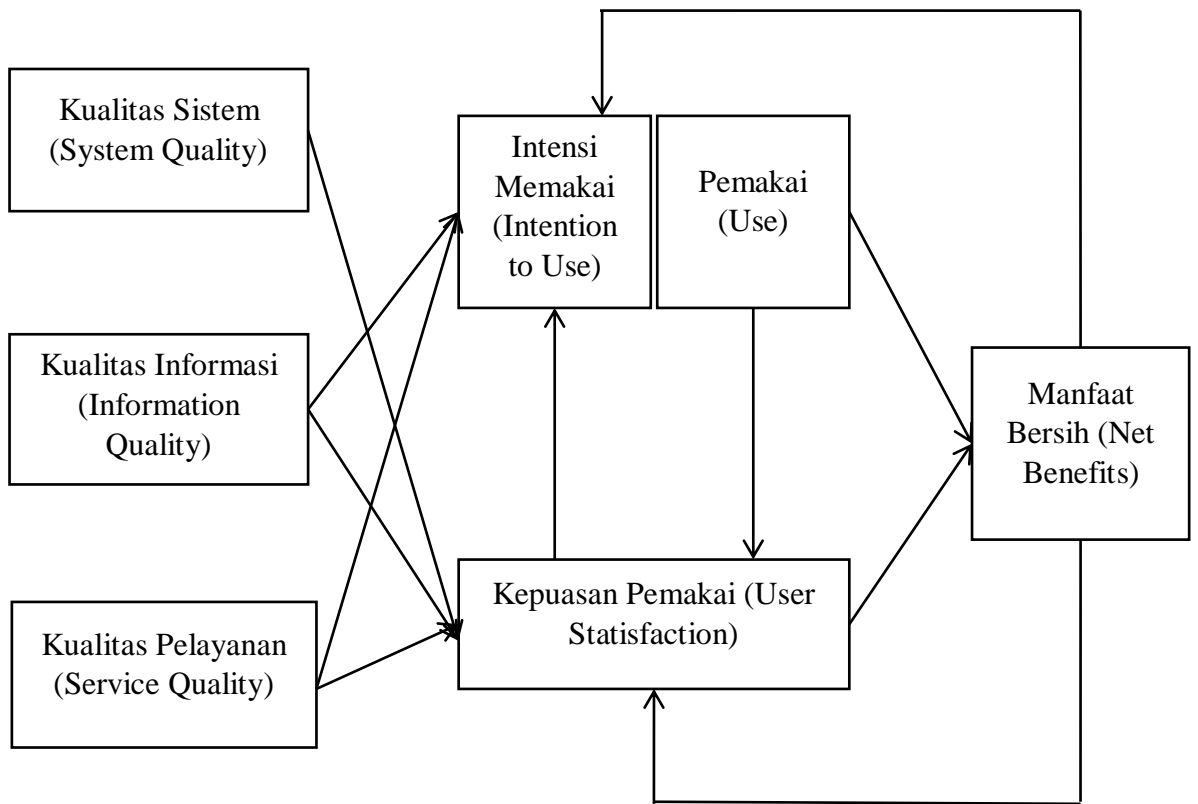 Kualitas Sistem
(System Quality)
Intensi
Memakai
(Intention
to Use)
Pemakai
(Use)
Kualitas Informasi
(Information
Quality)
Manfaat
Bersih (Net
Benefits)
Kepuasan Pemakai (User
Statisfaction)
Kualitas Pelayanan
(Service Quality)